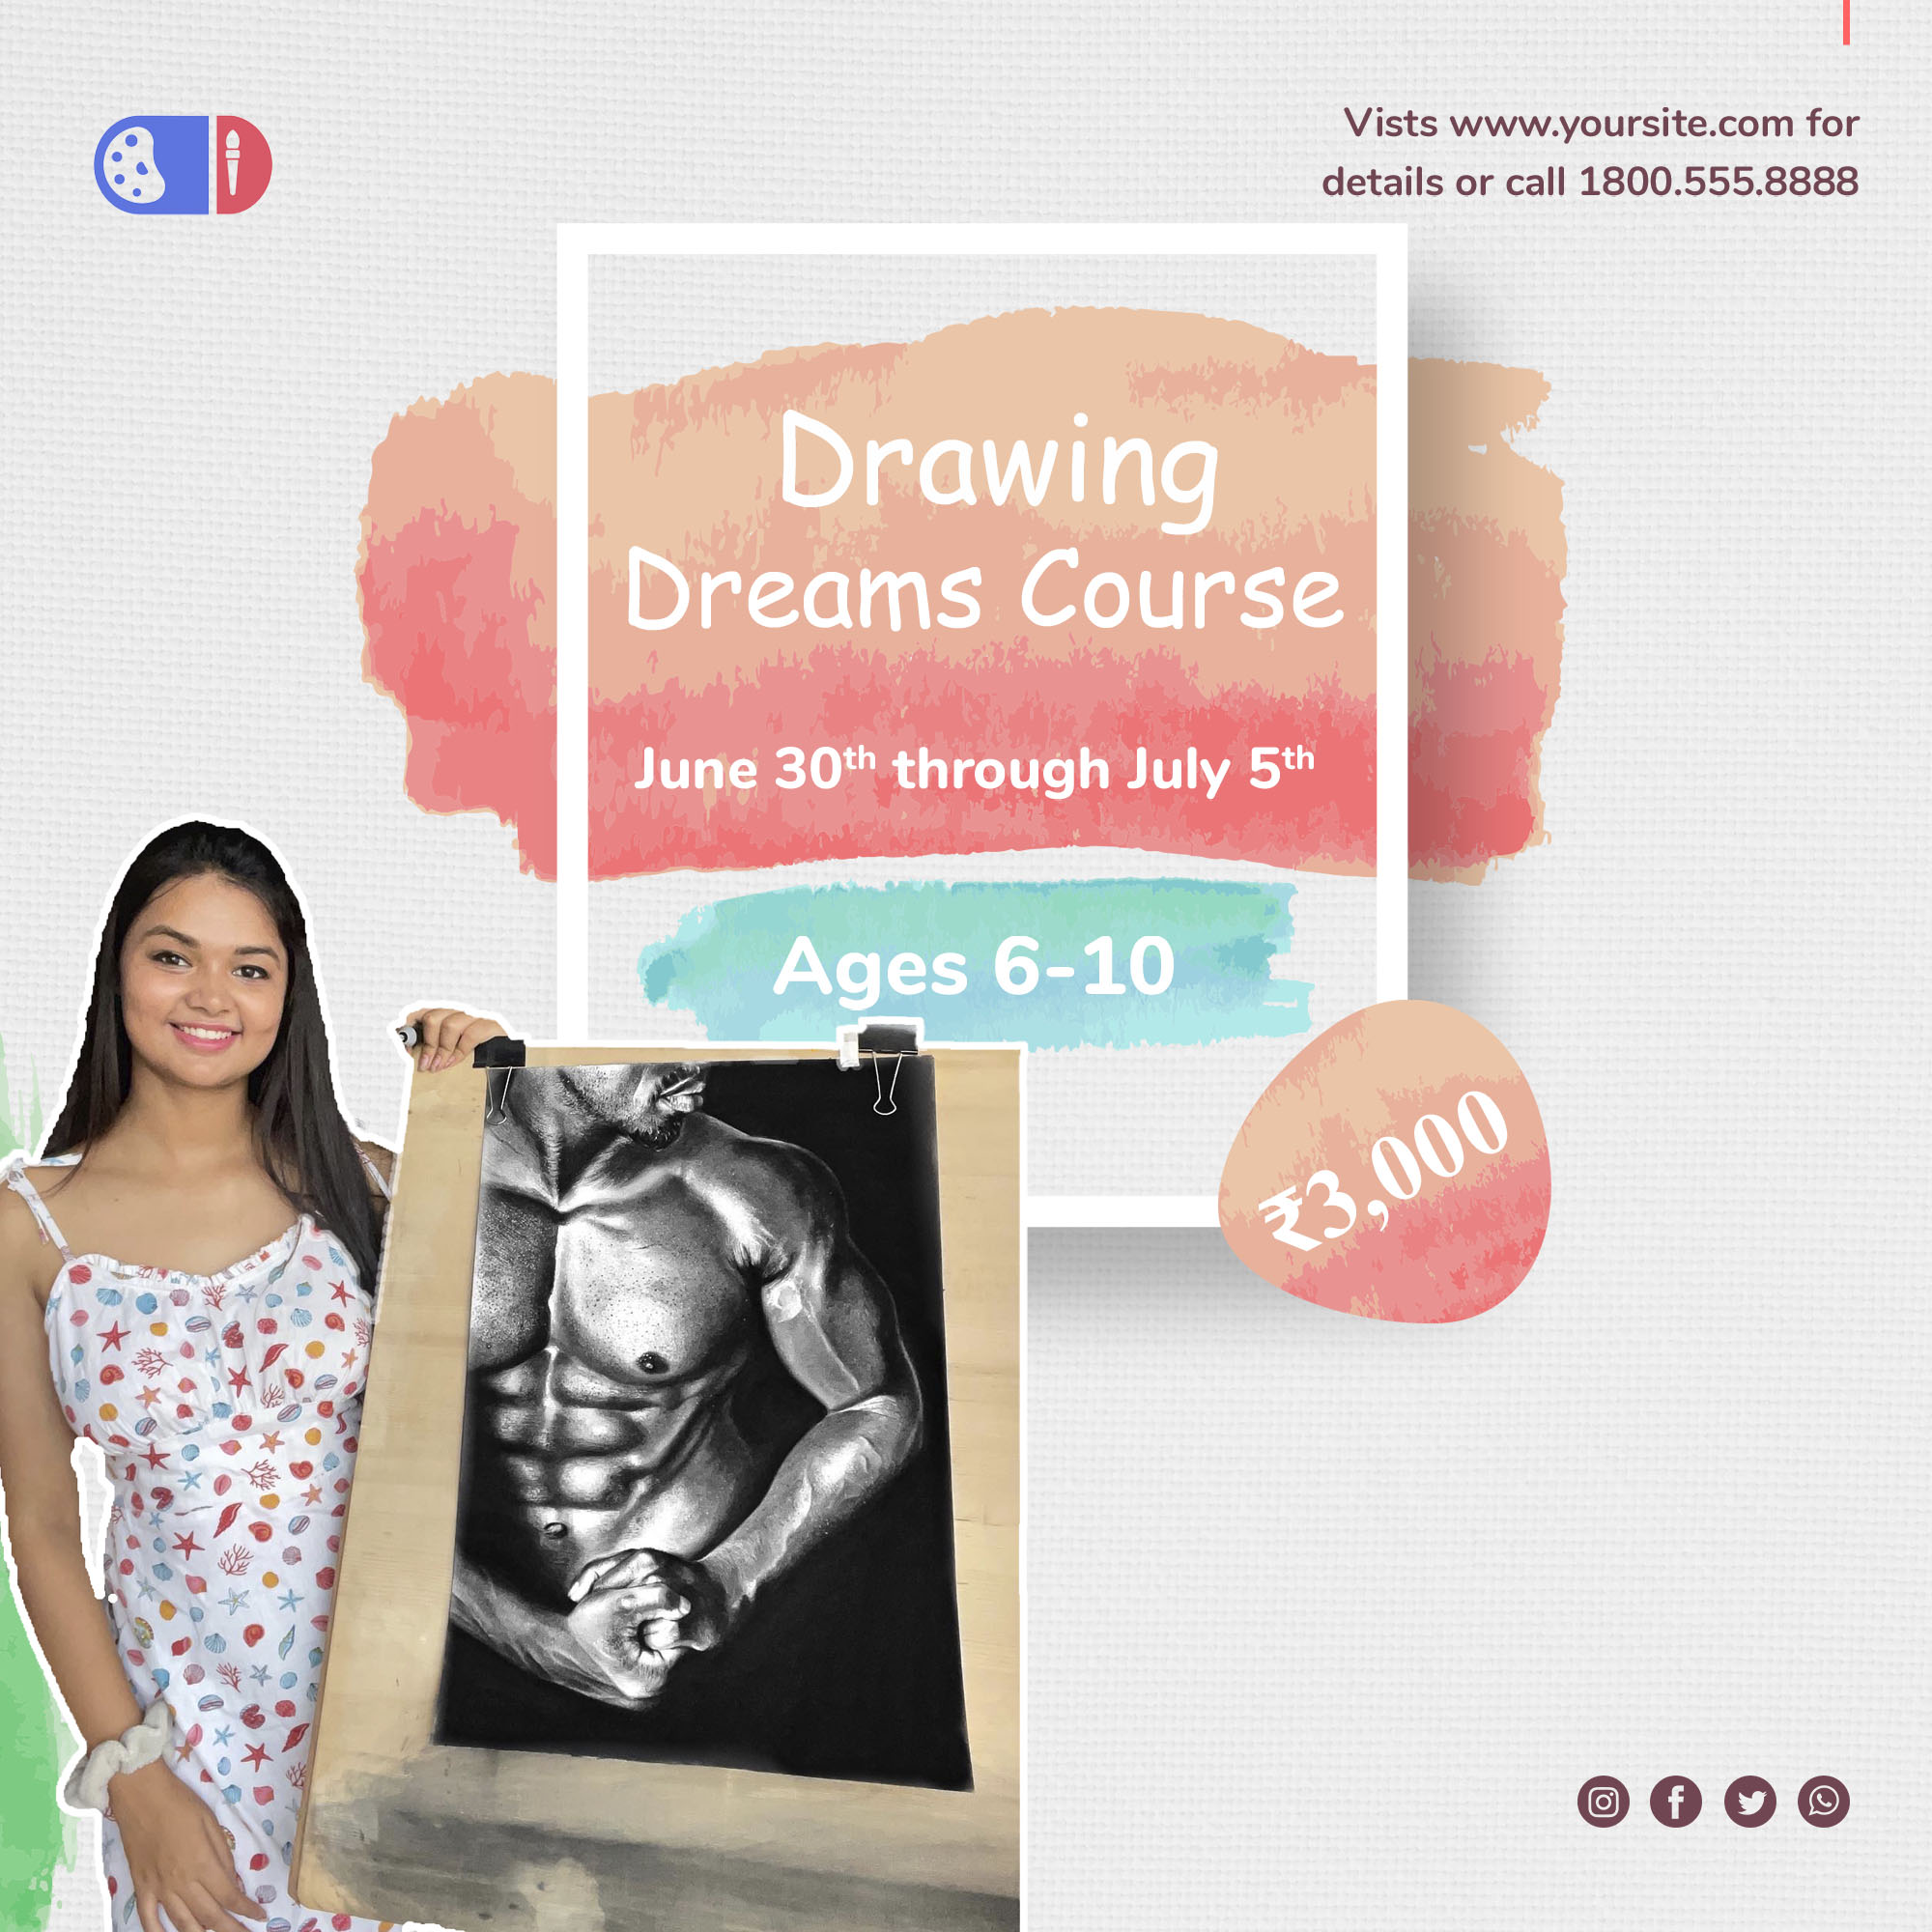 Vists www.yoursite.com for
details or call 1800.555.8888
Drawing
Dreams Course
June 30th through July 5th
Ages 6-10
₹3,000